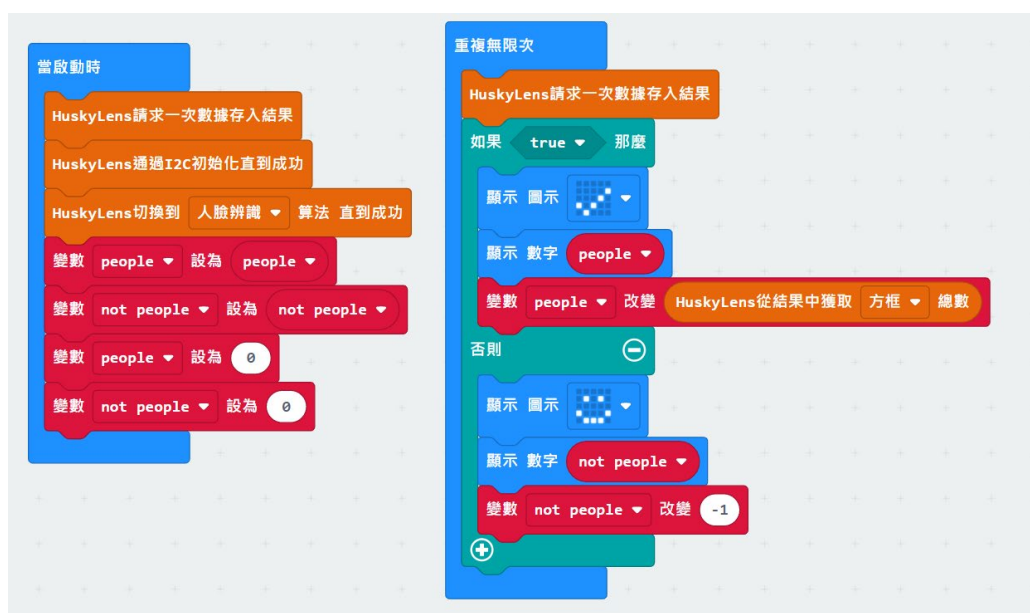 當啟動時
HuskyLens請求一次數據存入結果
HuskyLens通過I2C初始化直到成功
HuskyLens切換到 人臉辨識 算法 直到成功
變數 people 設為 people
變數 not people 設為 not people
變數 people 設為 0
變數 not people 設為 0
重複無限次
HuskyLens請求一次數據存入結果
如果 true 那麼
顯示 圖示
顯示 數字 people
變數 people 改變 HuskyLens從結果中獲取 方框 總數
否則
顯示 圖示
顯示 數字 not people
變數 not people 改變 -1